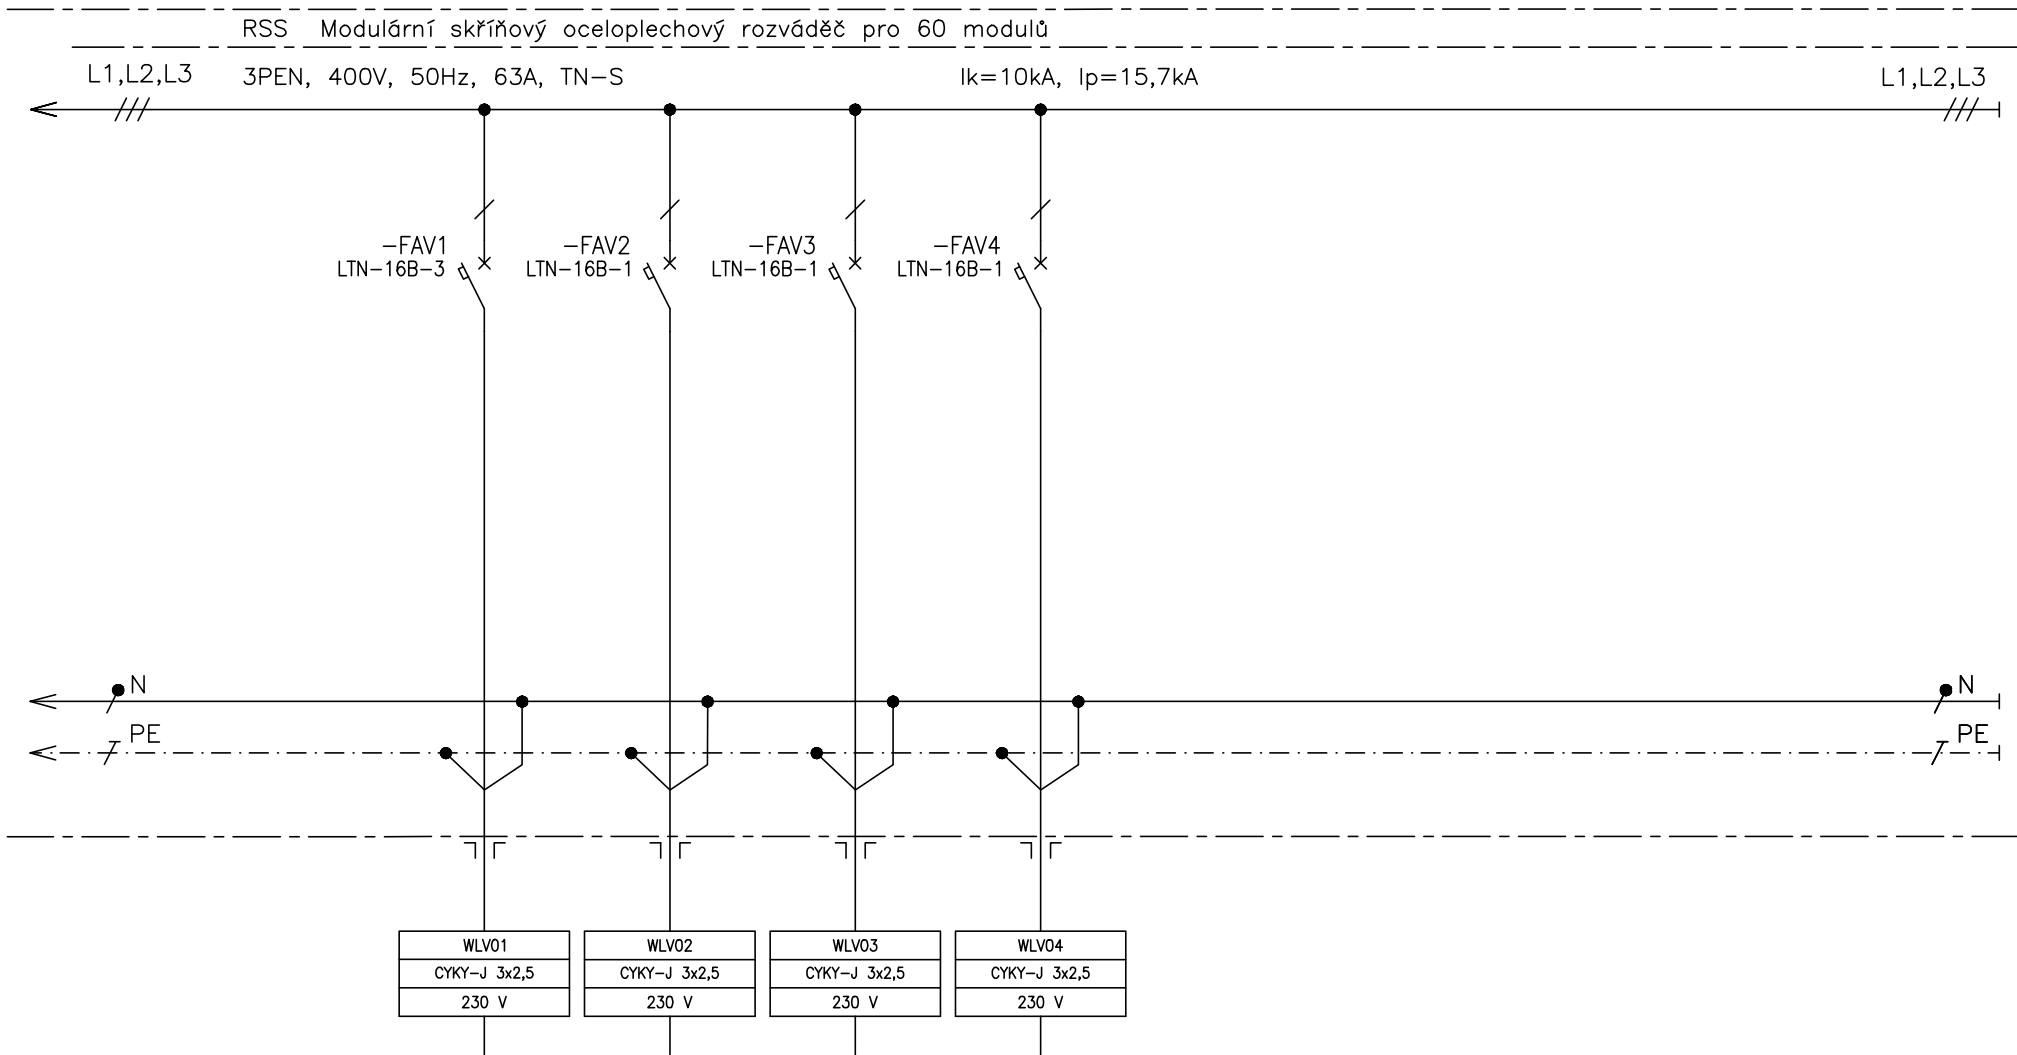 RSS Modulární skříňový oceloplechový rozváděč pro 60 modulů
L1,L2,L3 3PEN, 400V, 50Hz, 63A, TN-S Ik=10kA, Ip=15,7kA L1,L2,L3
-FAV1 -FAV2 -FAV3 -FAV4
LTN-16B-3 LTN-16B-1 LTN-16B-1 LTN-16B-1
N N
PE PE
WLV01 WLV02 WLV03 WLV04
CYKY-J 3x2,5 CYKY-J 3x2,5 CYKY-J 3x2,5 CYKY-J 3x2,5
230 V 230 V 230 V 230 V